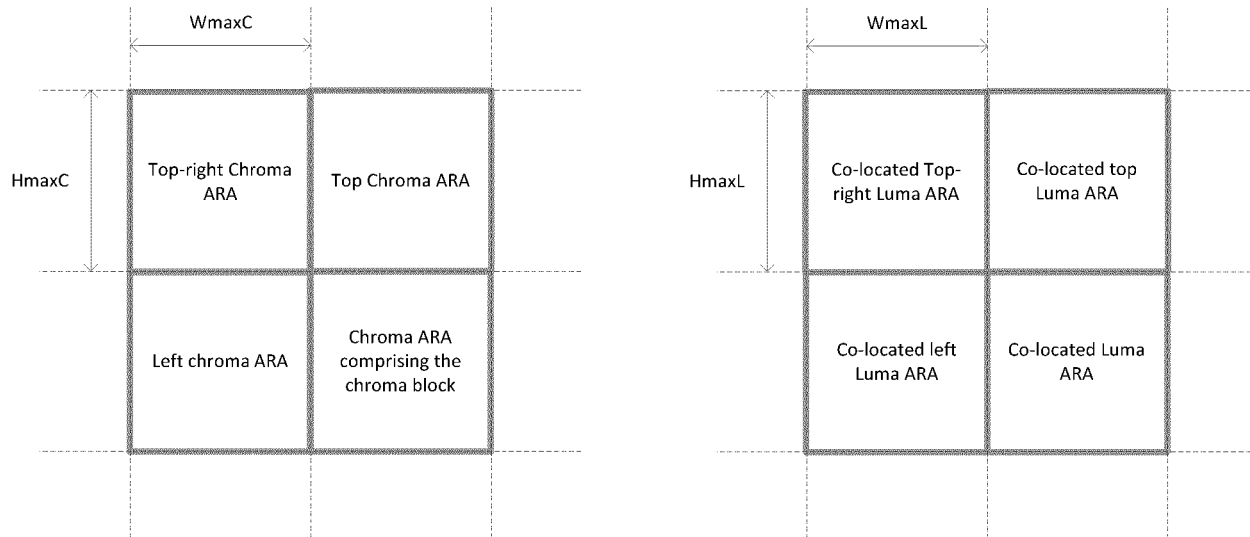 WmaxC
WmaxL
HmaxC
Top-right Chroma
ARA
Top Chroma ARA
Left chroma ARA
Chroma ARA
comprising the
chroma block
HmaxL
Co-located Top-
right Luma ARA
Co-located top
Luma ARA
Co-located left
Luma ARA
Co-located Luma
ARA